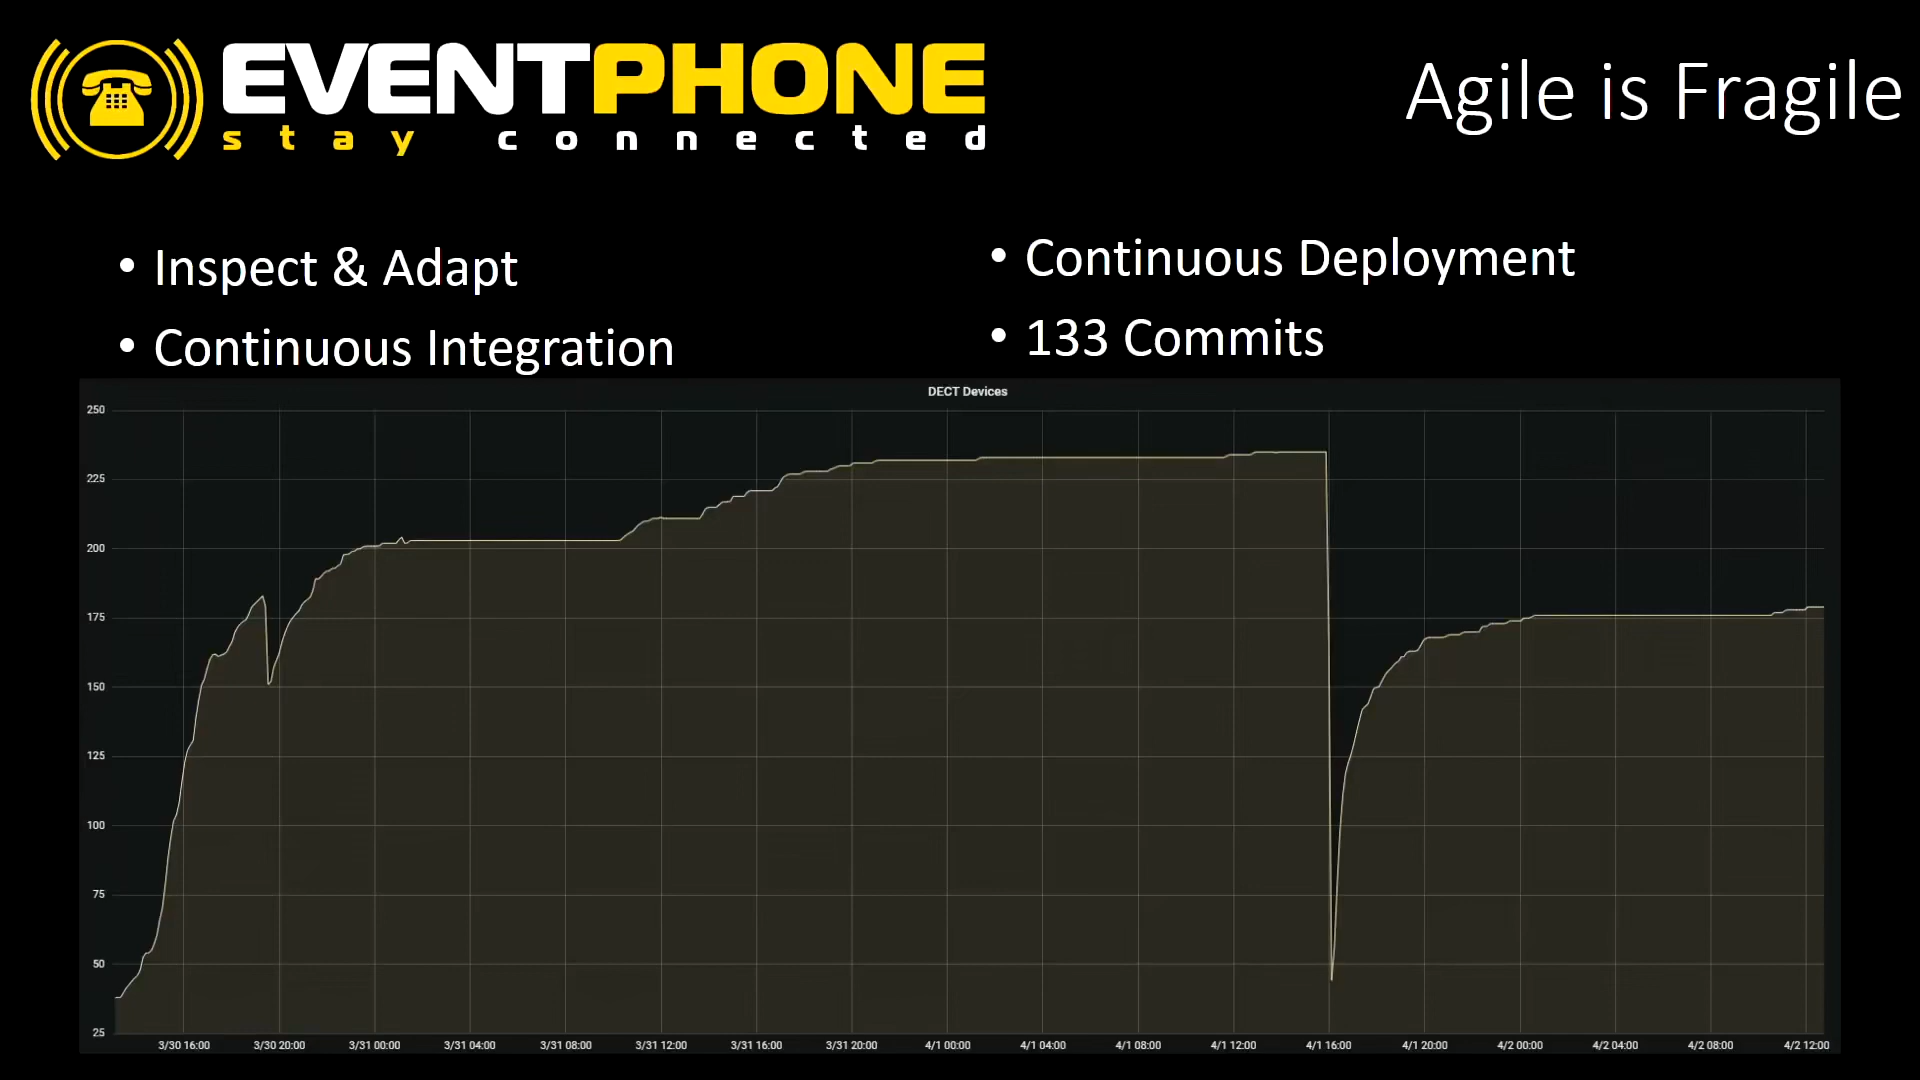 EVENTPHONE
stay connected
Agile is Fragile
• Inspect & Adapt
• Continuous Integration
• Continuous Deployment
• 133 Commits
DECT Devices
250
225
200
175
150
125
100
75
50
25
3/30 16:00 3/30 20:00 3/31 00:00 3/31 04:00 3/31 08:00 3/31 12:00 3/31 16:00 3/31 20:00 4/1 00:00 4/1 04:00 4/1 08:00 4/1 12:00 4/1 16:00 4/1 20:00 4/2 00:00 4/2 04:00 4/2 08:00 4/2 12:00